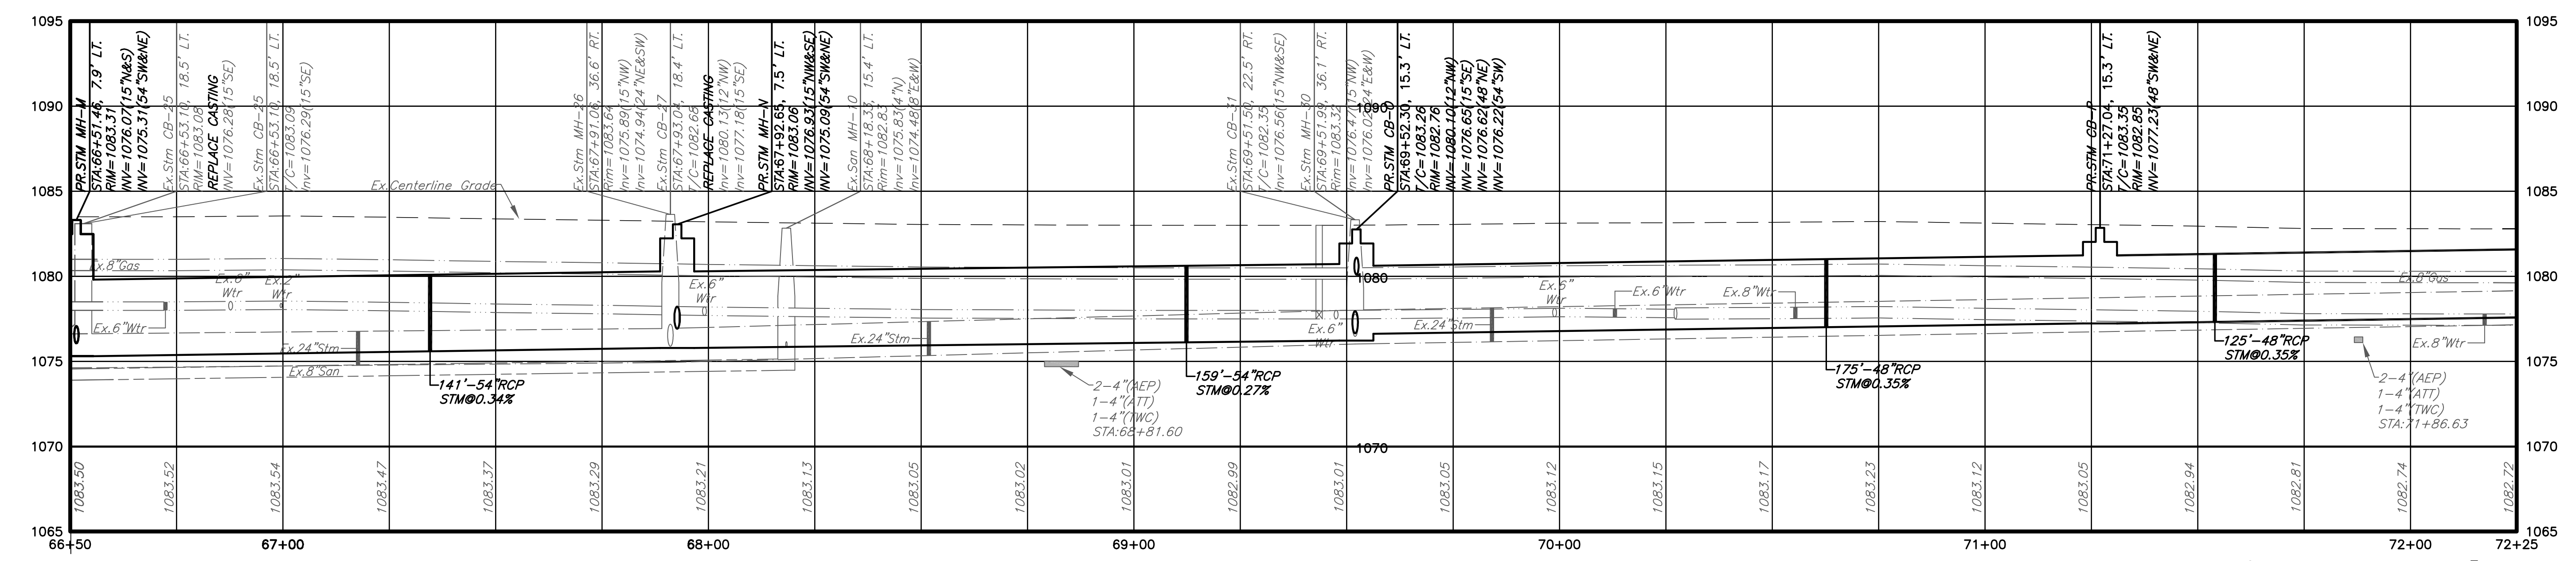 1095
1090
1085
1080
1075
1070
1065
PR.STM MH-M
STA:66+51.46, 7.9' LT.
RIM=1083.31
INV=1076.07(15"N&S)
INV=1075.31(54"SW&NE)
Ex.Stm CB-25
STA:66+53.10, 18.5' LT.
RIM=1083.08
REPLACE CASTING
INV=1076.28(15"SE)
Ex.Stm CB-25
STA:66+53.10, 18.5' LT.
T/C=1083.09
Inv=1076.29(15"SE)
Ex.Stm MH-26
STA:67+91.06, 36.6' RT.
Rim=1083.64
Inv=1075.89(15"NW)
Inv=1074.94(24"NE&SW)
Ex.Stm CB-27
STA:67+93.04, 18.4' LT.
T/C=1082.68
REPLACE CASTING
Inv=1080.13(12"NW)
Inv=1077.18(15"SE)
PR.STM MH-N
STA:67+92.65, 7.5' LT.
RIM=1083.06
INV=1076.93(15"NW&SE)
INV=1075.09(54"SW&NE)
Ex.San MH-10
STA:68+18.33, 15.4' LT.
Rim=1082.83
Inv=1075.83(4"N)
Inv=1074.48(8"E&W)
Ex.Stm CB-31
STA:69+51.50, 22.5' RT.
T/C=1082.35
Inv=1076.56(15"NW&SE)
Ex.Stm MH-30
STA:69+51.99, 36.1' RT.
Rim=1083.32
Inv=1076.47(15"NW)
Inv=1076.02(24"E&W)
PR.STM CB-O
STA:69+52.30, 15.3' LT.
T/C=1083.26
RIM=1082.76
INV=1080.10(12"NW)
INV=1076.65(15"SE)
INV=1076.62(48"NE)
INV=1076.22(54"SW)
PR.STM CB-P
STA:71+27.04, 15.3' LT.
T/C=1083.35
RIM=1082.85
INV=1077.23(48"SW&NE)
1095
1090
1085
1080
1075
1070
1065
1090
1080
1070
Ex.Centerline Grade
Ex.8"Gas
Ex.6"
Wtr
Ex.2"
Wtr
Ex.6"Wtr
Ex.24"Stm
Ex.8"San
141'-54"RCP
STM@0.34%
Ex.6"
Wtr
Ex.24"Stm
2-4"(AEP)
1-4"(ATT)
1-4"(TWC)
STA:68+81.60
159'-54"RCP
STM@0.27%
Ex.6"
Wtr
Ex.24"Stm
Ex.6"
Wtr
Ex.6"Wtr
Ex.8"Wtr
175'-48"RCP
STM@0.35%
125'-48"RCP
STM@0.35%
Ex.8"Gas
Ex.8"Wtr
2-4"(AEP)
1-4"(ATT)
1-4"(TWC)
STA:71+86.63
1083.50
1083.52
1083.54
1083.47
1083.37
1083.29
1083.21
1083.13
1083.05
1083.02
1083.01
1082.99
1083.01
1083.05
1083.12
1083.15
1083.17
1083.23
1083.12
1083.05
1082.94
1082.81
1082.74
1082.72
66+50
67+00
68+00
69+00
70+00
71+00
72+00
72+25